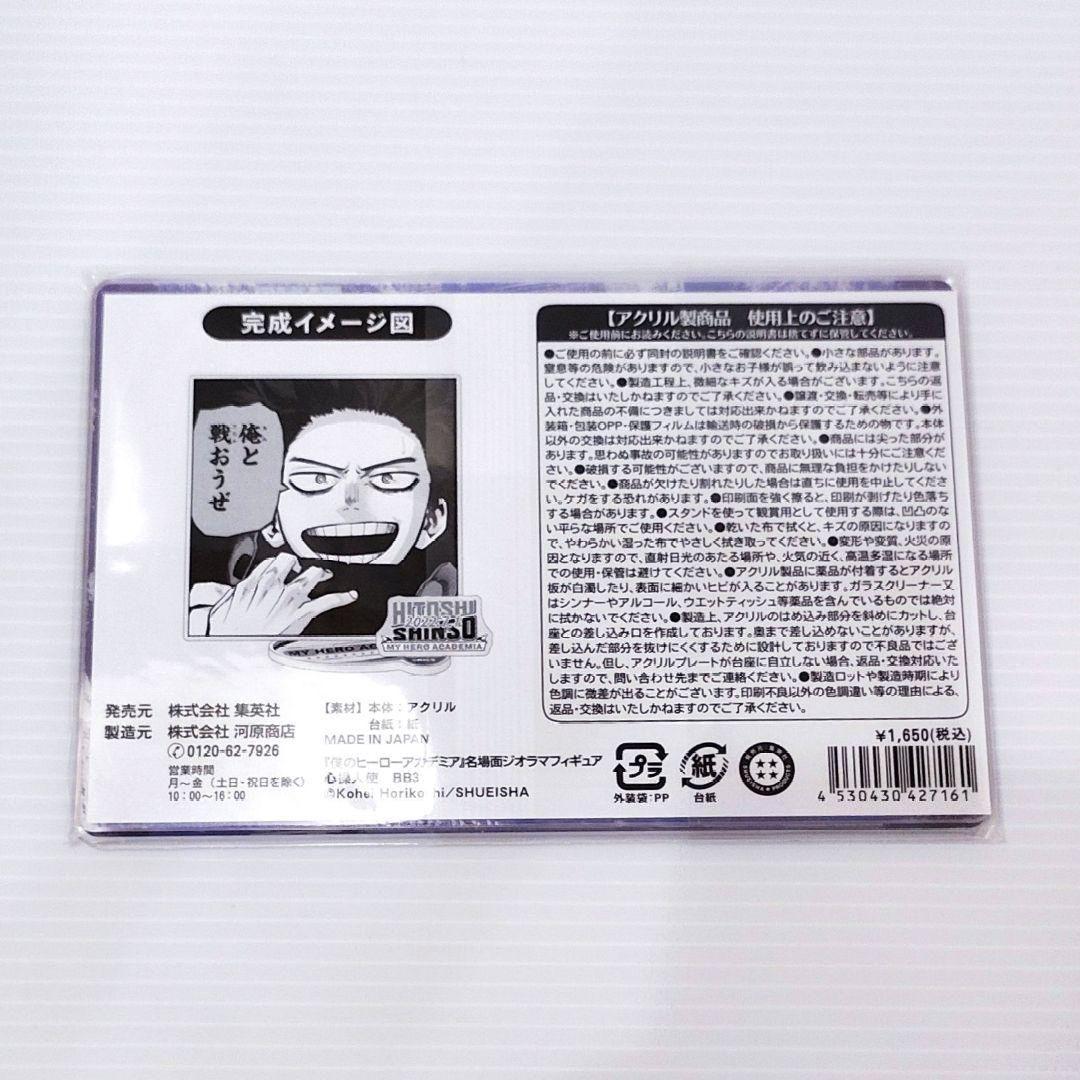 完成イメージ図
俺と
戦おうぜ
HITOSHI
2022.7.1
SHINSO
MY HERO ACADEMIA
MY HERO ACADE
発売元 株式会社 集英社
製造元 株式会社 河原商店
0120-62-7926
営業時間
月~金(土日・祝日を除く)
10:00~16:00
【素材】本体:アクリル
台紙:紙
MADE IN JAPAN
『僕のヒーローアカデミア』名場面ジオラマフィギュア
心操人使 BB3
©Kohei Horikoshi/SHUEISHA
【アクリル製商品 使用上のご注意】
※ご使用前にお読みください。こちらの説明書は捨てずに保管してください。
●ご使用の前に必ず同封の説明書をご確認ください。●小さな部品があります。
窒息等の危険がありますので、小さなお子様が誤って飲み込まないように注意
してください。●製造工程上、微細なキズが入る場合がございます。こちらの返
品・交換はいたしかねますのでご了承ください。●譲渡・交換・転売等により手に
入れた商品の不備につきましては対応出来かねますのでご了承ください。●外
装箱・包装OPP・保護フィルムは輸送時の破損から保護するための物です。本体
以外の交換は対応出来かねますのでご了承ください。●商品には尖った部分が
あります。思わぬ事故の可能性がありますのでお取り扱いには十分にご注意くだ
さい。●破損する可能性がございますので、商品に無理な負担をかけたりしない
でください。●商品が欠けたり割れたりした場合は直ちに使用を中止してください。
ケガをする恐れがあります。●印刷面を強く擦ると、印刷が剥げたり色落ち
する場合があります。●スタンドを使って観賞用として使用する際は、凹凸のな
い平らな場所でご使用ください。●乾いた布で拭くと、キズの原因になりますの
で、やわらかい湿った布でやさしく拭き取ってください。●変形や変質、火災の原
因となりますので、直射日光のあたる場所や、火気の近く、高温多湿になる場所
での使用・保管は避けてください。●アクリル製品に薬品が付着するとアクリル
板が白濁したり、表面に細かいヒビが入ることがあります。ガラスクリーナー又
はシンナーやアルコール、ウエットティッシュ等薬品を含んでいるものでは絶対
に拭かないでください。●製造上、アクリルのはめ込み部分を斜めにカットし、台
座との差し込み口を作成しております。奥まで差し込めないことがありますが、
差し込んだ部分を抜けにくくするために設計しておりますので不良品ではござ
いません。但し、アクリルプレートが台座に自立しない場合、返品・交換対応いた
しますので、問い合わせ先までご連絡ください。●製造ロットや製造時期により
色調に微差が出ることがございます。印刷不良以外の色調違い等の理由による、
返品・交換はいたしかねますのでご了承ください。
¥1,650(税込)
プラ
外装袋:PP
紙
台紙
4 530430 427161